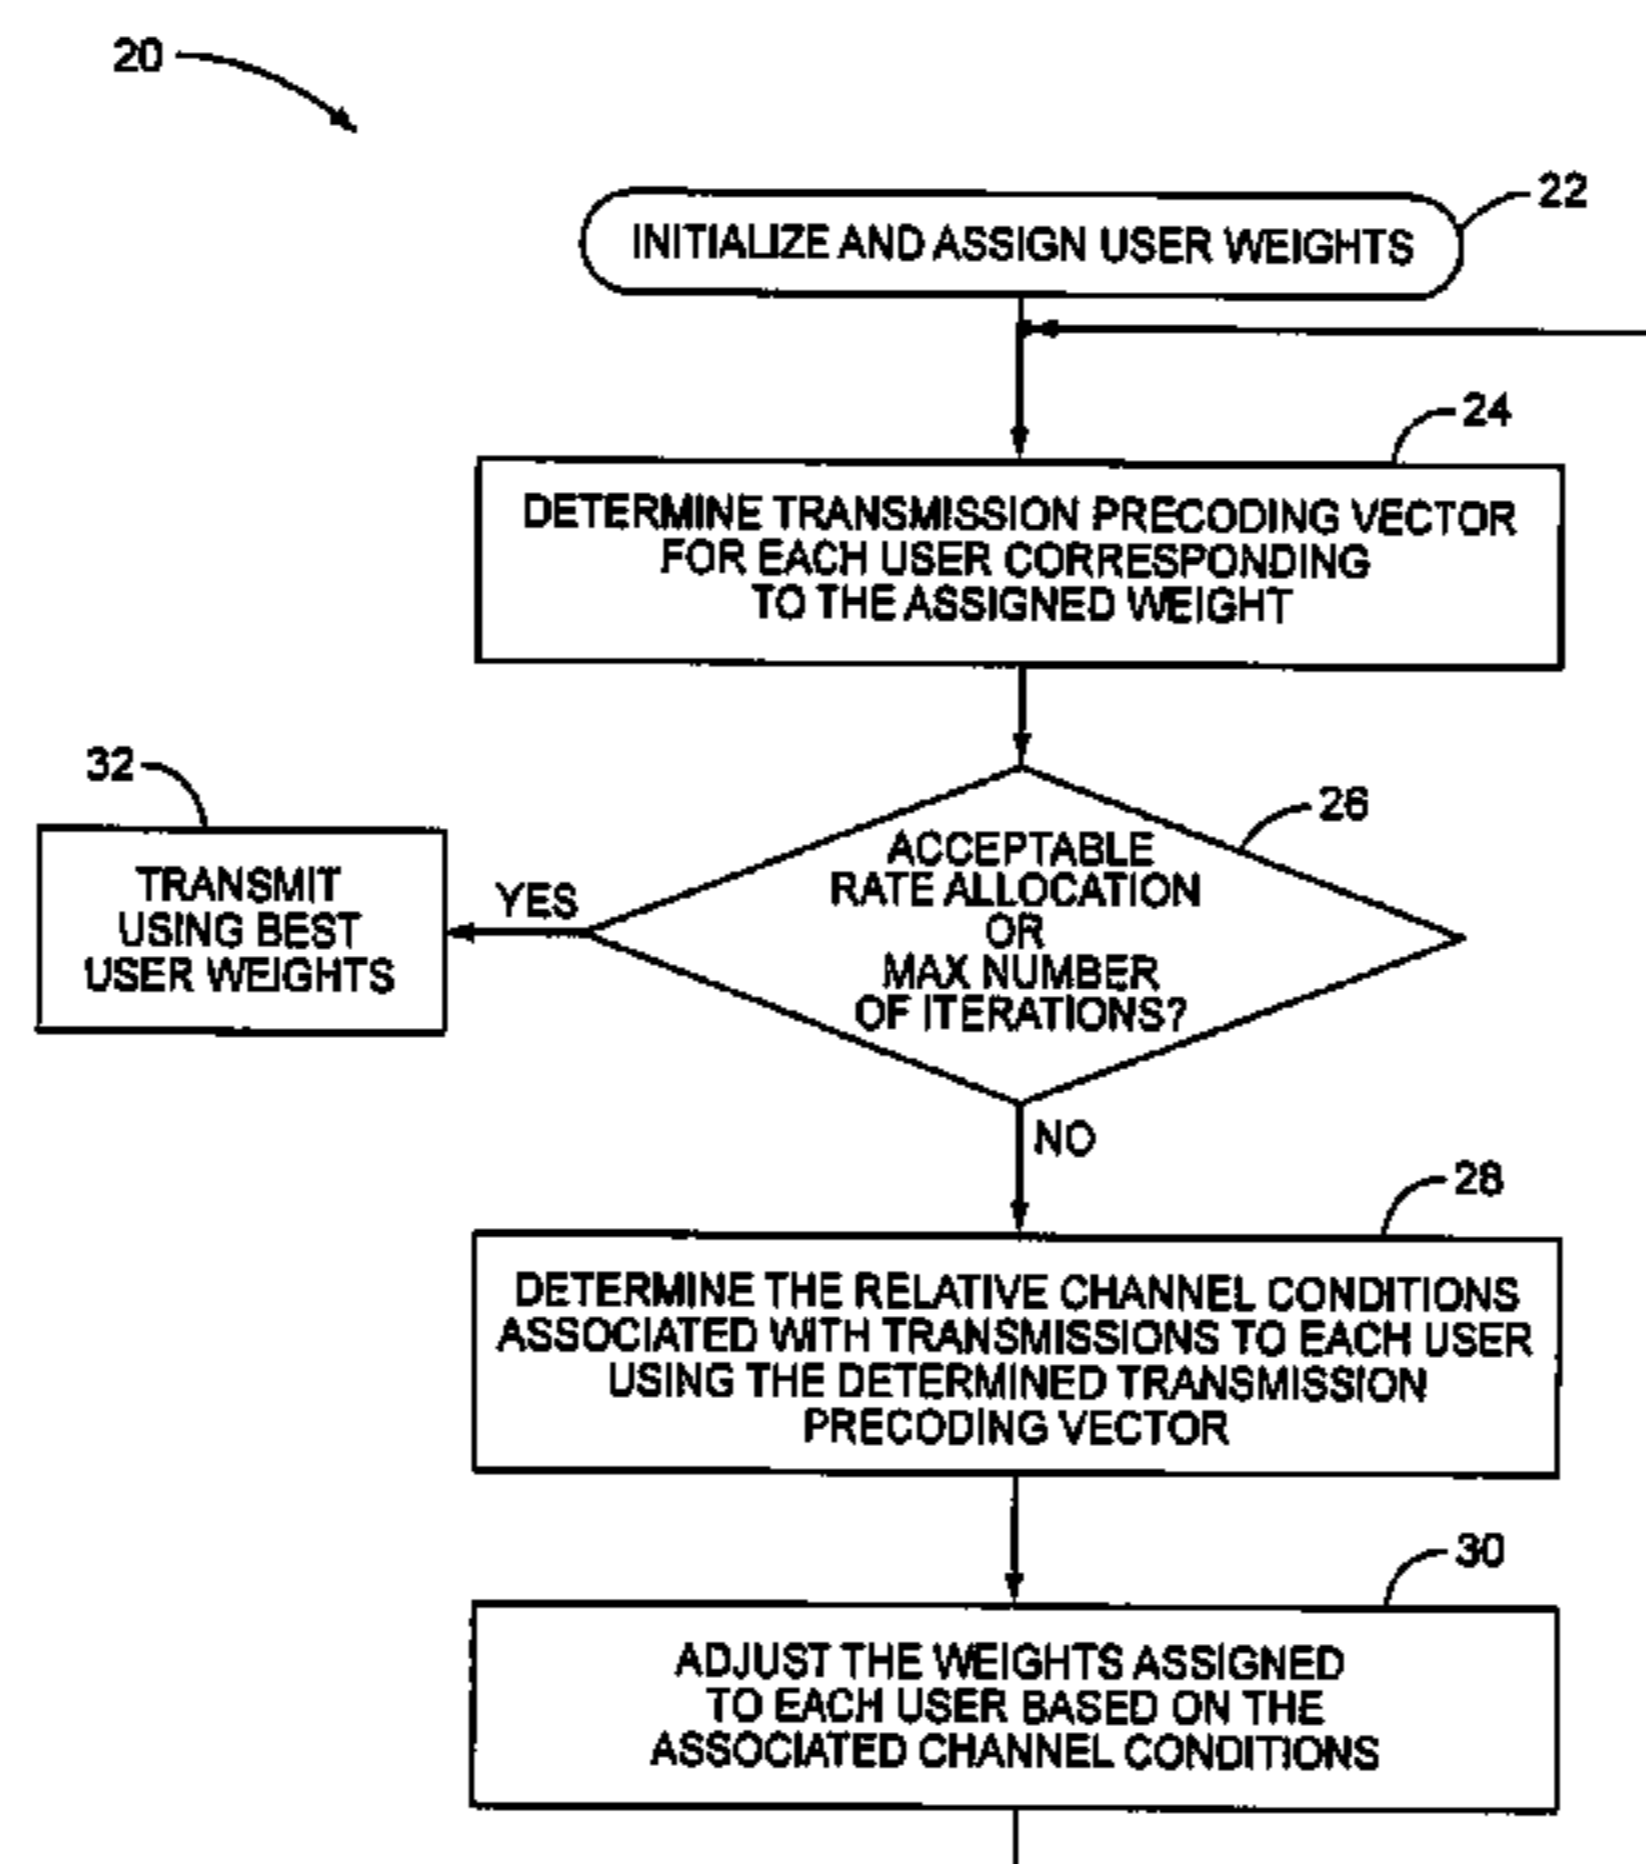 20
22
INITIALIZE AND ASSIGN USER WEIGHTS
24
DETERMINE TRANSMISSION PRECODING VECTOR
FOR EACH USER CORRESPONDING
TO THE ASSIGNED WEIGHT
32
TRANSMIT
USING BEST
USER WEIGHTS
YES
26
ACCEPTABLE
RATE ALLOCATION
OR
MAX NUMBER
OF ITERATIONS?
NO
28
DETERMINE THE RELATIVE CHANNEL CONDITIONS
ASSOCIATED WITH TRANSMISSIONS TO EACH USER
USING THE DETERMINED TRANSMISSION
PRECODING VECTOR
30
ADJUST THE WEIGHTS ASSIGNED
TO EACH USER BASED ON THE
ASSOCIATED CHANNEL CONDITIONS